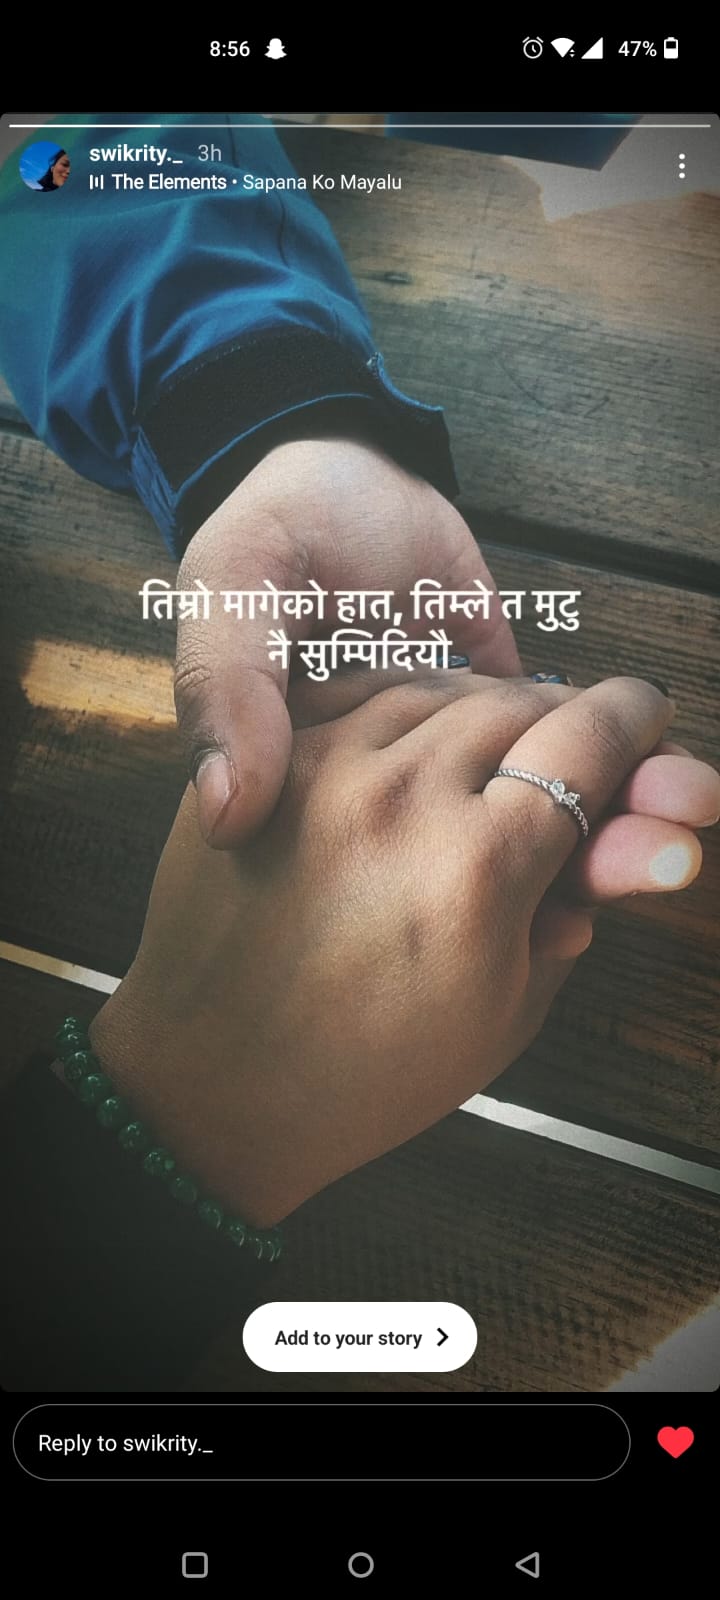 8:56 47%
swikrity._ 3h
The Elements • Sapana Ko Mayalu
तिम्रो मागेको हात, तिम्ले त मुटु
नै सुम्पिदियौ
Add to your story
Reply to swikrity._